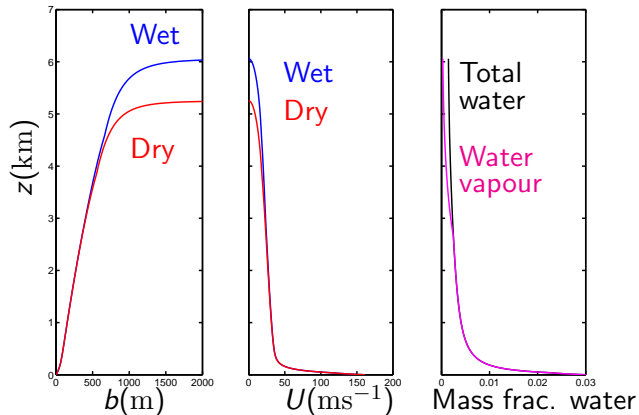 Wet
Dry
z(km)
7
6
5
4
3
2
1
0
0 500 1000 1500 2000
b(m)
Wet
Dry
0 50 100 150 200
U(ms⁻¹)
Total
water
Water
vapour
0 0.01 0.02 0.03
Mass frac. water